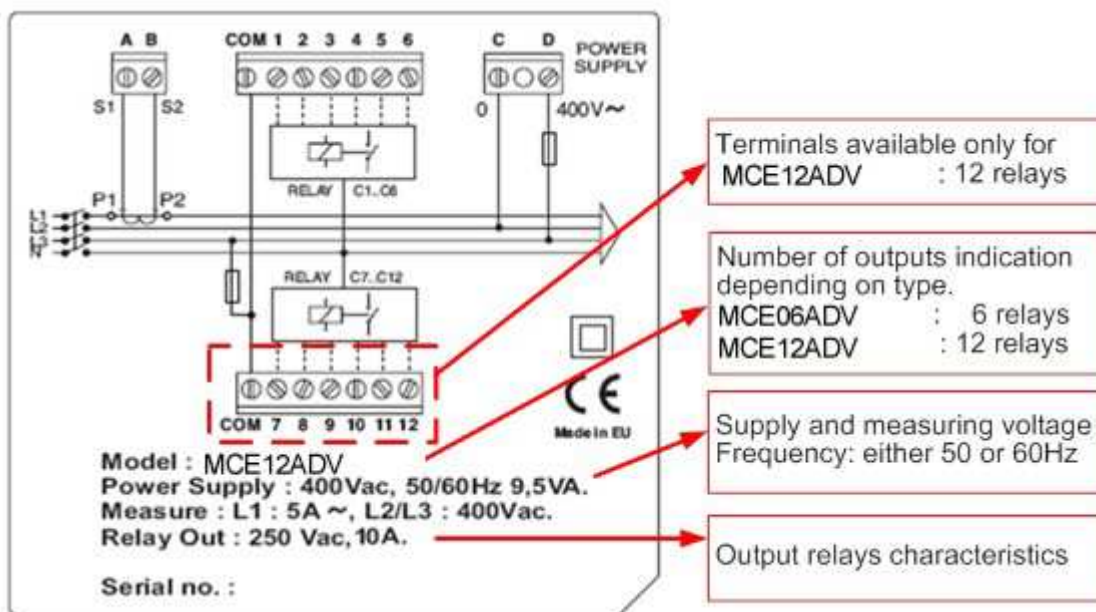 A B COM 1 2 3 4 5 6 C D POWER
SUPPLY
S1 S2 0 400V~
RELAY C1..C6
P1 P2
L1
L2
L3
N
RELAY C7..C12
COM 7 8 9 10 11 12
CE
Made in EU
Model : MCE12ADV
Power Supply : 400Vac, 50/60Hz 9,5VA.
Measure : L1 : 5A ~, L2/L3 : 400Vac.
Relay Out : 250 Vac, 10A.
Serial no. :
Terminals available only for
MCE12ADV : 12 relays
Number of outputs indication
depending on type.
MCE06ADV : 6 relays
MCE12ADV : 12 relays
Supply and measuring voltage
Frequency: either 50 or 60Hz
Output relays characteristics